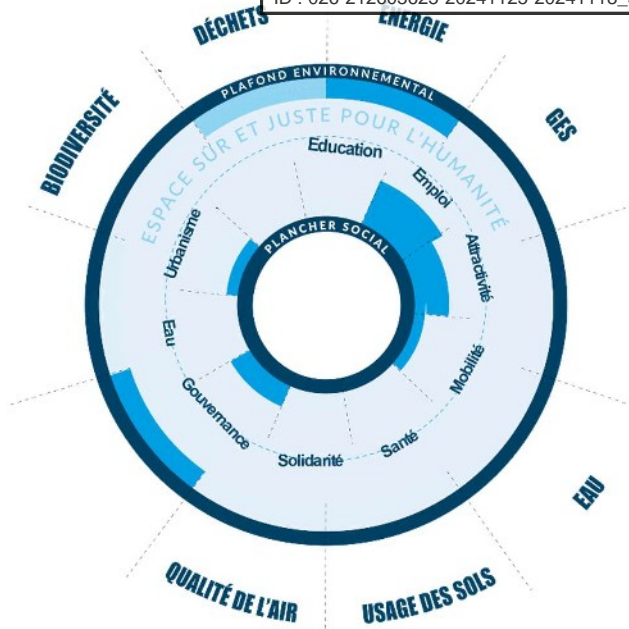 DÉCHETS
ÉNERGIE
GES
EAU
USAGE DES SOLS
QUALITÉ DE L'AIR
BIODIVERSITÉ
PLAFOND ENVIRONNEMENTAL
ESPACE SÛR ET JUSTE POUR L'HUMANITÉ
Education
Emploi
Attractivité
Mobilité
Santé
Solidarité
Gouvernance
Eau
Urbanisme
PLANCHER SOCIAL